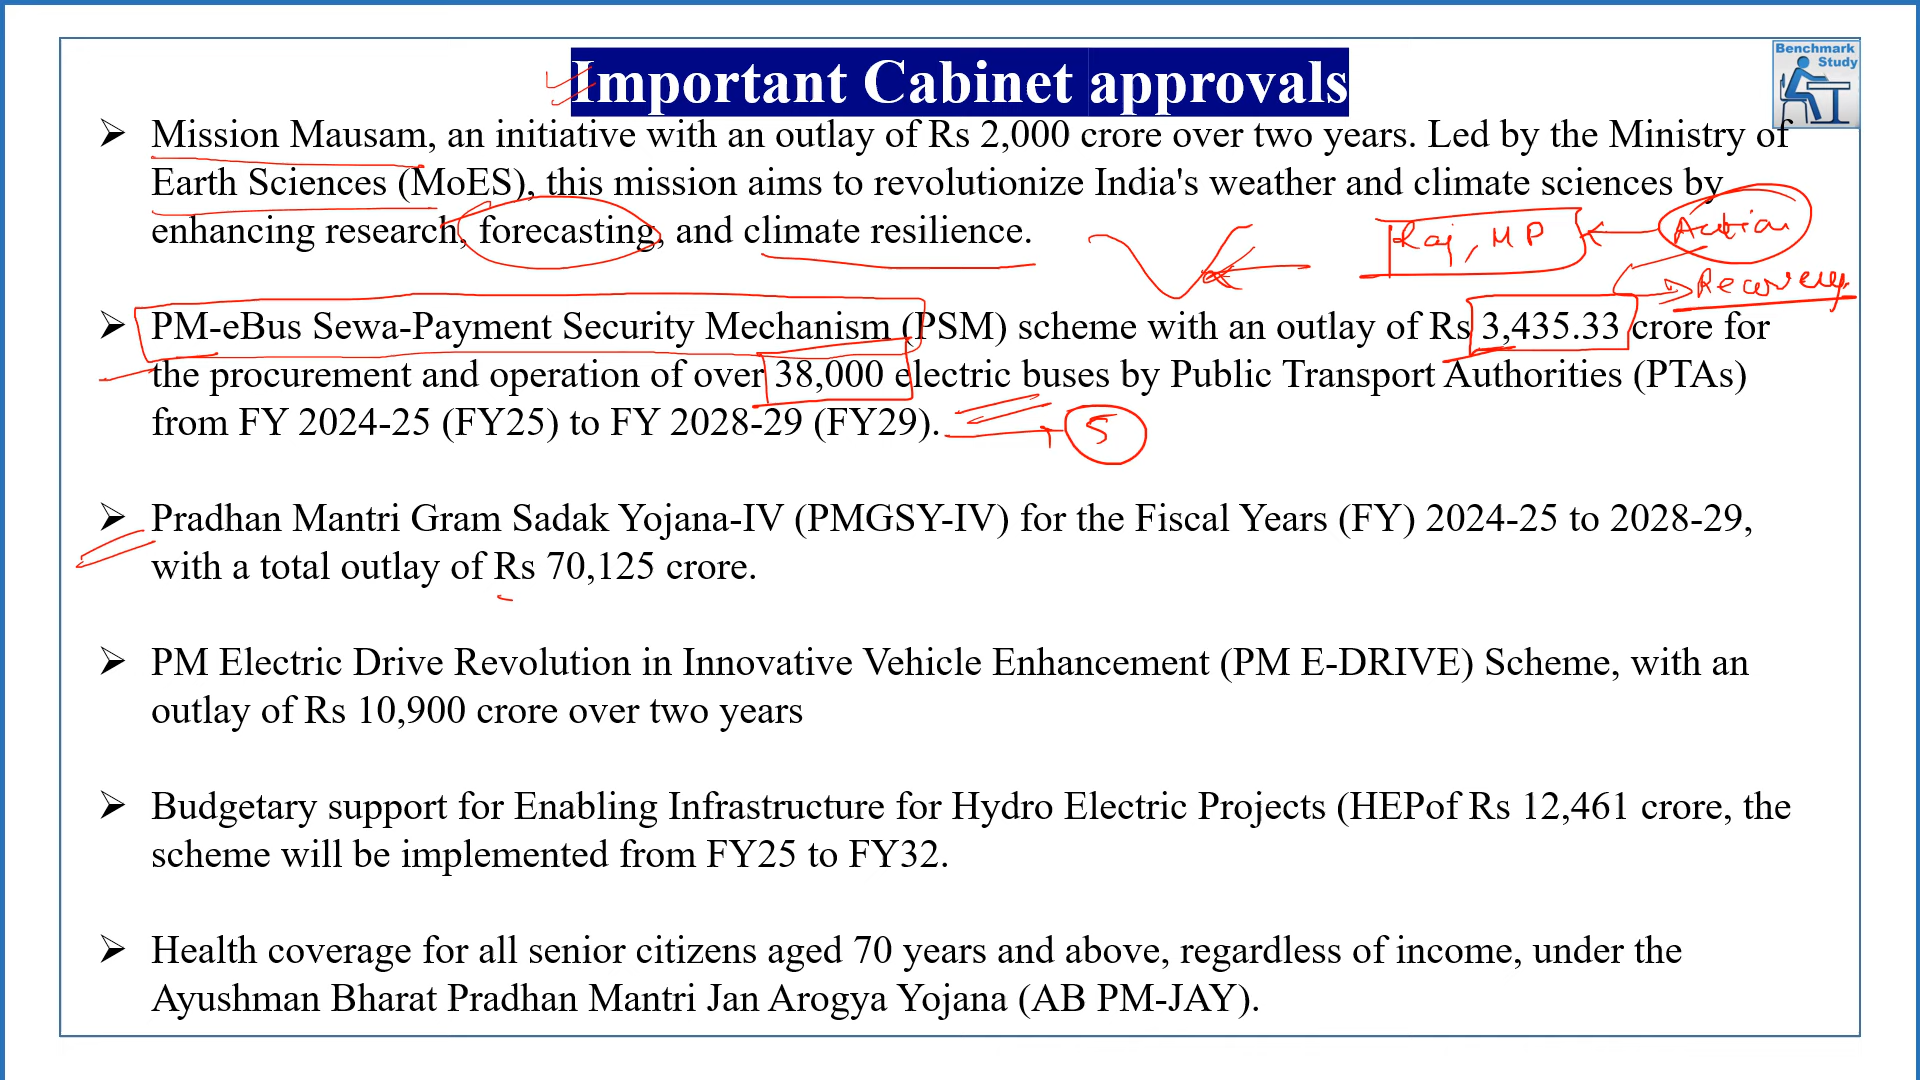 Important Cabinet approvals
Benchmark
Study
➢ Mission Mausam, an initiative with an outlay of Rs 2,000 crore over two years. Led by the Ministry of
Earth Sciences (MoES), this mission aims to revolutionize India's weather and climate sciences by
enhancing research, forecasting, and climate resilience.
Raj, MP
Action
Recovery
➢ PM-eBus Sewa-Payment Security Mechanism (PSM) scheme with an outlay of Rs 3,435.33 crore for
the procurement and operation of over 38,000 electric buses by Public Transport Authorities (PTAs)
from FY 2024-25 (FY25) to FY 2028-29 (FY29).
5
➢ Pradhan Mantri Gram Sadak Yojana-IV (PMGSY-IV) for the Fiscal Years (FY) 2024-25 to 2028-29,
with a total outlay of Rs 70,125 crore.
➢ PM Electric Drive Revolution in Innovative Vehicle Enhancement (PM E-DRIVE) Scheme, with an
outlay of Rs 10,900 crore over two years
➢ Budgetary support for Enabling Infrastructure for Hydro Electric Projects (HEPof Rs 12,461 crore, the
scheme will be implemented from FY25 to FY32.
➢ Health coverage for all senior citizens aged 70 years and above, regardless of income, under the
Ayushman Bharat Pradhan Mantri Jan Arogya Yojana (AB PM-JAY).